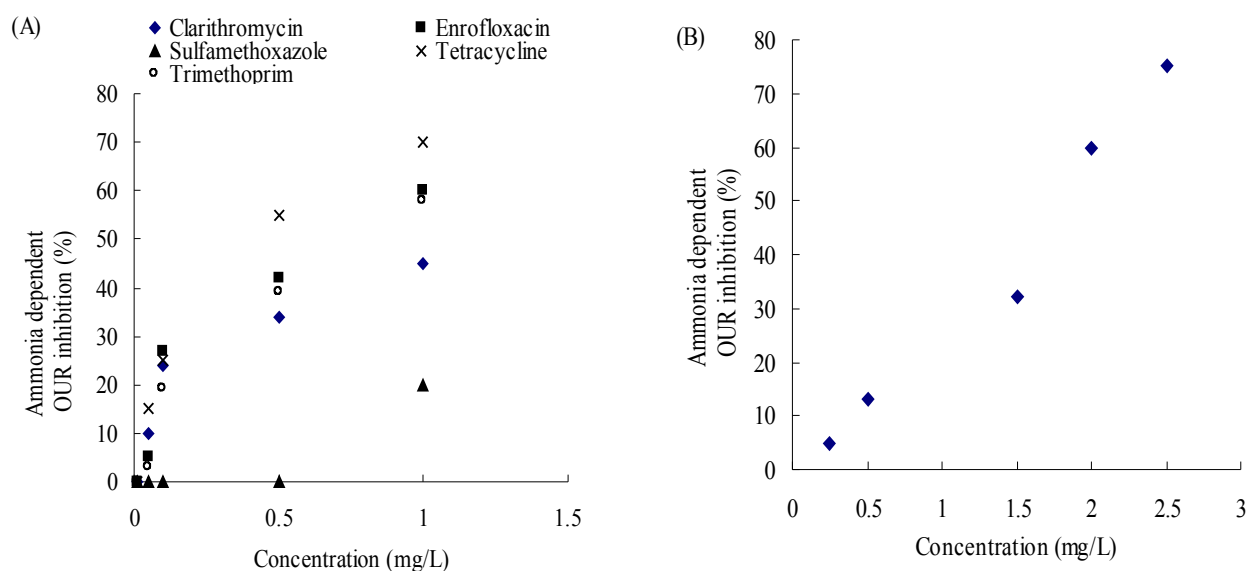 (A)
Clarithromycin
Enrofloxacin
Sulfamethoxazole
Tetracycline
Trimethoprim
80
70
60
50
40
30
20
10
0
Ammonia dependent
OUR inhibition (%)
0
0.5
1
1.5
Concentration (mg/L)
(B)
80
70
60
50
40
30
20
10
0
Ammonia dependent
OUR inhibition (%)
0
0.5
1
1.5
2
2.5
3
Concentration (mg/L)